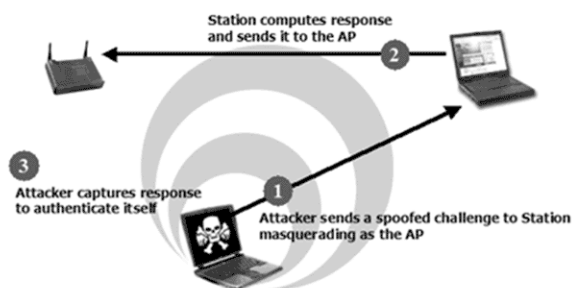 Station computes response
and sends it to the AP
2
3
Attacker captures response
to authenticate itself
1
Attacker sends a spoofed challenge to Station
masquerading as the AP